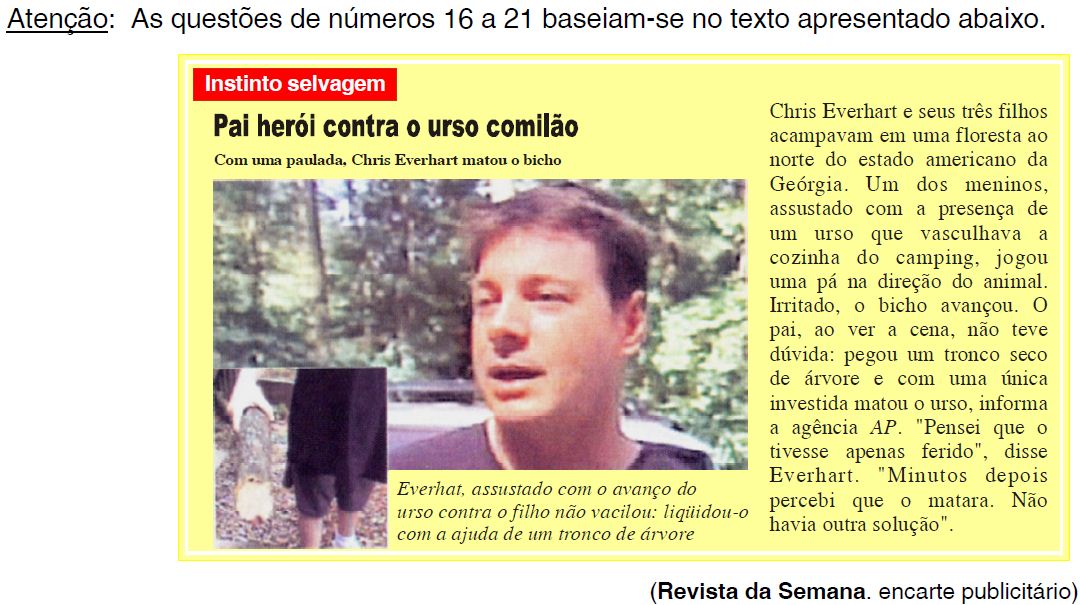 Atenção: As questões de números 16 a 21 baseiam-se no texto apresentado abaixo.
Instinto selvagem
Pai herói contra o urso comilão
Com uma paulada, Chris Everhart matou o bicho
Everhat, assustado com o avanço do
urso contra o filho não vacilou: liqüidou-o
com a ajuda de um tronco de árvore
Chris Everhart e seus três filhos
acampavam em uma floresta ao
norte do estado americano da
Geórgia. Um dos meninos,
assustado com a presença de
um urso que vasculhava a
cozinha do camping, jogou
uma pá na direção do animal.
Irritado, o bicho avançou. O
pai, ao ver a cena, não teve
dúvida: pegou um tronco seco
de árvore e com uma única
investida matou o urso, informa
a agência AP. "Pensei que o
tivesse apenas ferido", disse
Everhart. "Minutos depois
percebi que o matara. Não
havia outra solução".
(Revista da Semana. encarte publicitário)